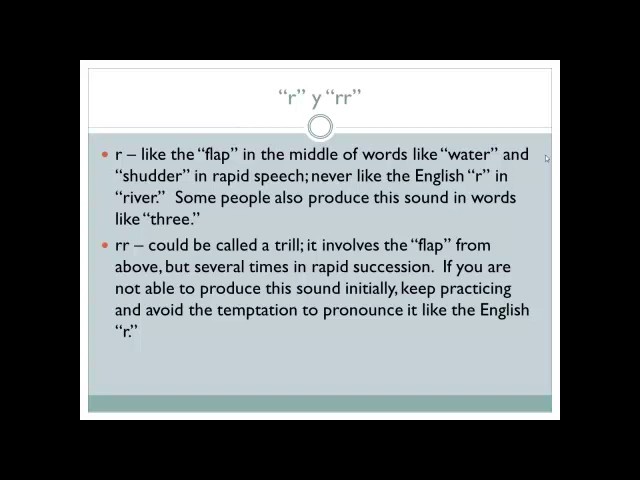 “r” y “rr”
r – like the “flap” in the middle of words like “water” and
“shudder” in rapid speech; never like the English “r” in
“river.” Some people also produce this sound in words
like “three.”
rr – could be called a trill; it involves the “flap” from
above, but several times in rapid succession. If you are
not able to produce this sound initially, keep practicing
and avoid the temptation to pronounce it like the English
“r.”